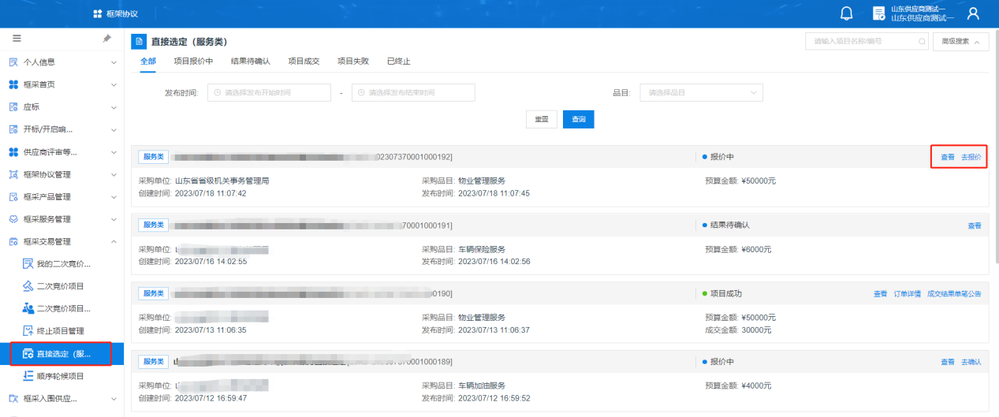 框架协议
山东供应商测试一
山东供应商测试一
直接选定（服务类）
请输入项目名称/编号
高级搜索
个人信息
框采首页
应标
开标/开启响...
供应商评审等...
框架协议管理
框采产品管理
框采服务管理
框采交易管理
我的二次竞价...
二次竞价项目
二次竞价项目...
终止项目管理
直接选定（服...
顺序轮候项目
框采入围供应...
全部 项目报价中 结果待确认 项目成交 项目失败 已终止
发布时间: 请选择发布开始时间 - 请选择发布结束时间 品目: 请选择品目
重置 查询
服务类 02307370001000192] 报价中 查看 去报价
采购单位: 山东省省级机关事务管理局 采购品目: 物业管理服务 预算金额: ¥50000元
创建时间: 2023/07/18 11:07:42 发布时间: 2023/07/18 11:07:45
服务类 70001000191] 结果待确认 查看
采购单位: 采购品目: 车辆保险服务 预算金额: ¥6000元
创建时间: 2023/07/16 14:02:55 发布时间: 2023/07/16 14:02:56
服务类 0190] 项目成功 查看 订单详情 成交结果单笔公告
采购单位: 采购品目: 物业管理服务 预算金额: ¥50000元
创建时间: 2023/07/13 11:06:35 发布时间: 2023/07/13 11:06:37 成交金额: 30000元
服务类 70001000189] 报价中 查看 去确认
采购单位: 采购品目: 车辆加油服务 预算金额: ¥4000元
创建时间: 2023/07/12 16:59:47 发布时间: 2023/07/12 16:59:52